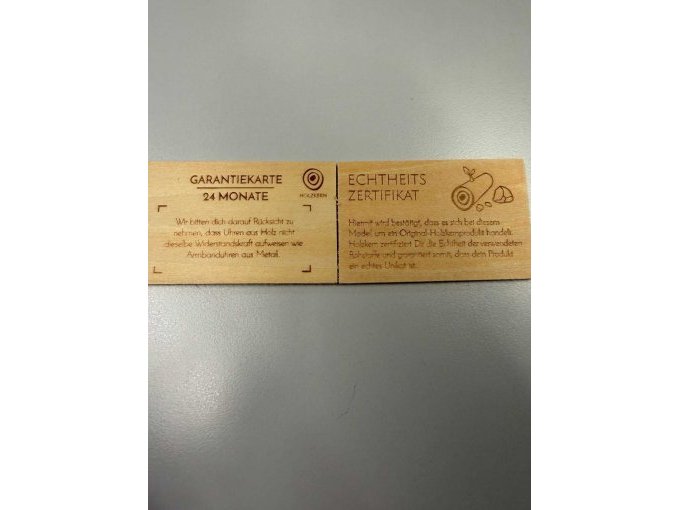 GARANTIEKARTE
24 MONATE
HOLZKERN
Wir bitten dich darauf Rücksicht zu
nehmen, dass Uhren aus Holz nicht
dieselbe Widerstandskraft aufweisen wie
Armbanduhren aus Metall.
ECHTHEITS
ZERTIFIKAT
Hiermit wird bestätigt, dass es sich bei diesem
Modell um ein Original-Holzkernprodukt handelt.
Holzkern zertifiziert Dir die Echtheit der verwendeten
Rohstoffe und garantiert somit, dass dein Produkt
ein echtes Unikat ist.